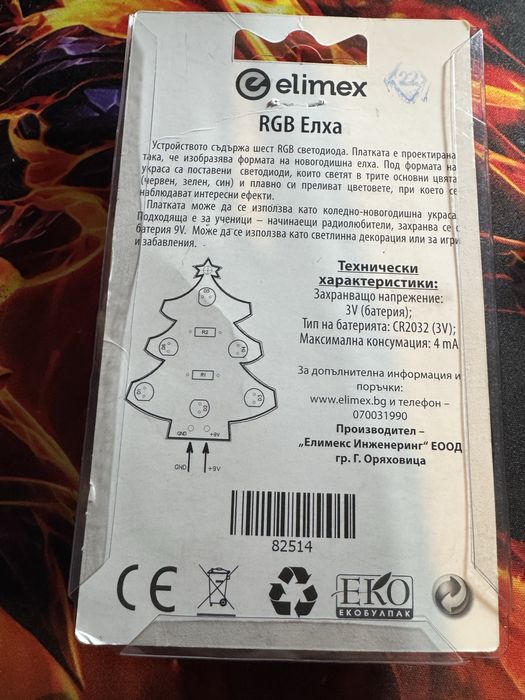 elimex
22
RGB Елха
Устройството съдържа шест RGB светодиода. Платката е проектирана
така, че изобразява формата на новогодишна елха. Под формата на
украса са поставени светодиоди, които светят в трите основни цвята
(червен, зелен, син) и плавно си преливат цветовете, при което се
наблюдават интересни ефекти.
Платката може да се използва като коледно-новогодишна украса.
Подходяща е за ученици – начинаещи радиолюбители, захранва се с
батерия 9V. Може да се използва като светлинна декорация или за игри
и забавления.
Технически
характеристики:
Захранващо напрежение:
3V (батерия);
Тип на батерията: CR2032 (3V);
Максимална консумация: 4 mA
За допълнителна информация и
поръчки:
www.elimex.bg и телефон –
070031990
Производител –
„Елимекс Инженеринг“ ЕООД
гр. Г. Оряховица
R2
R1
GND
+9V
GND
+9V
82514
CE
ЕКО
ЕКОБУЛПАК